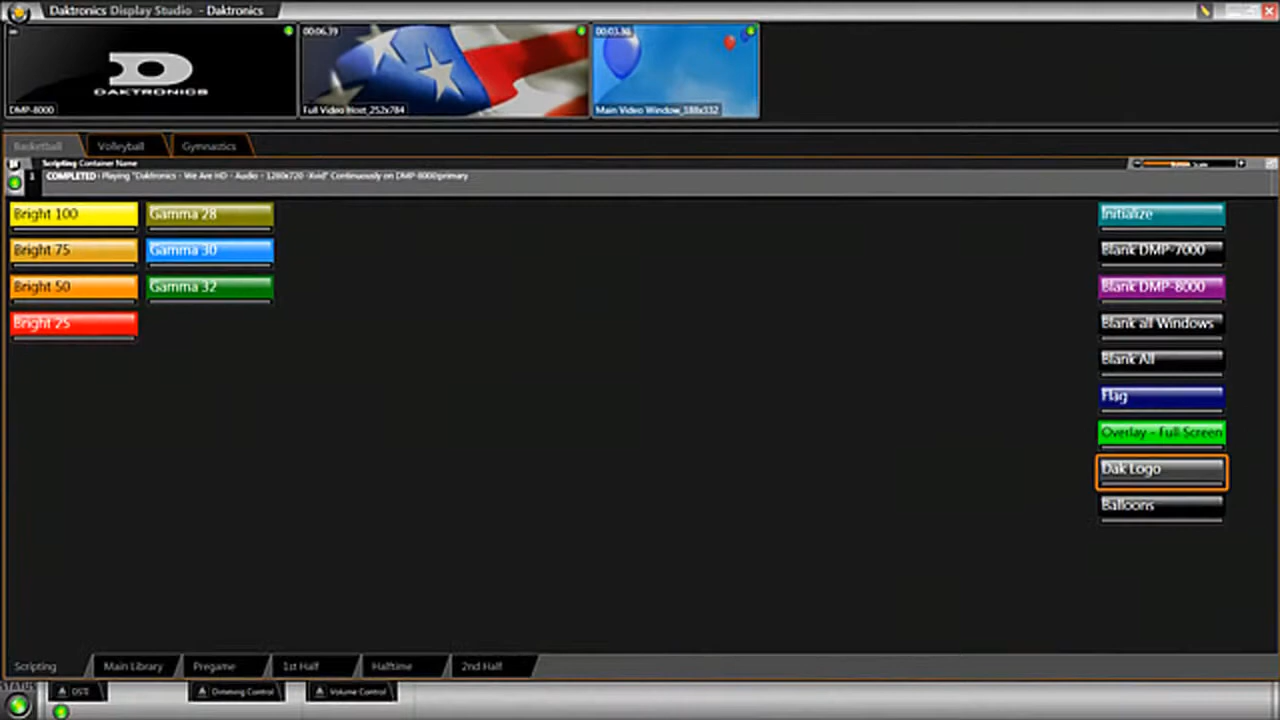 Daktronics Display Studio - Daktronics
DAKTRONICS
DMP-8000
00:06.39
Full Video Host_252x784
Main Video Window_188x332
Basketball
Volleyball
Gymnastics
Scripting Container Name
Scale
1
COMPLETED : Playing "Daktronics - We Are HD - Audio - 1280x720 -Xvid" Continuously on DMP-8000\primary
Bright 100
Gamma 28
Initialize
Bright 75
Gamma 30
Blank DMP-7000
Bright 50
Gamma 32
Blank DMP-8000
Bright 25
Blank all Windows
Blank All
Flag
Overlay - Full Screen
Dak Logo
Balloons
Scripting
Main Library
Pregame
1st Half
Halftime
2nd Half
STATUS
Dimming Control
Volume Control